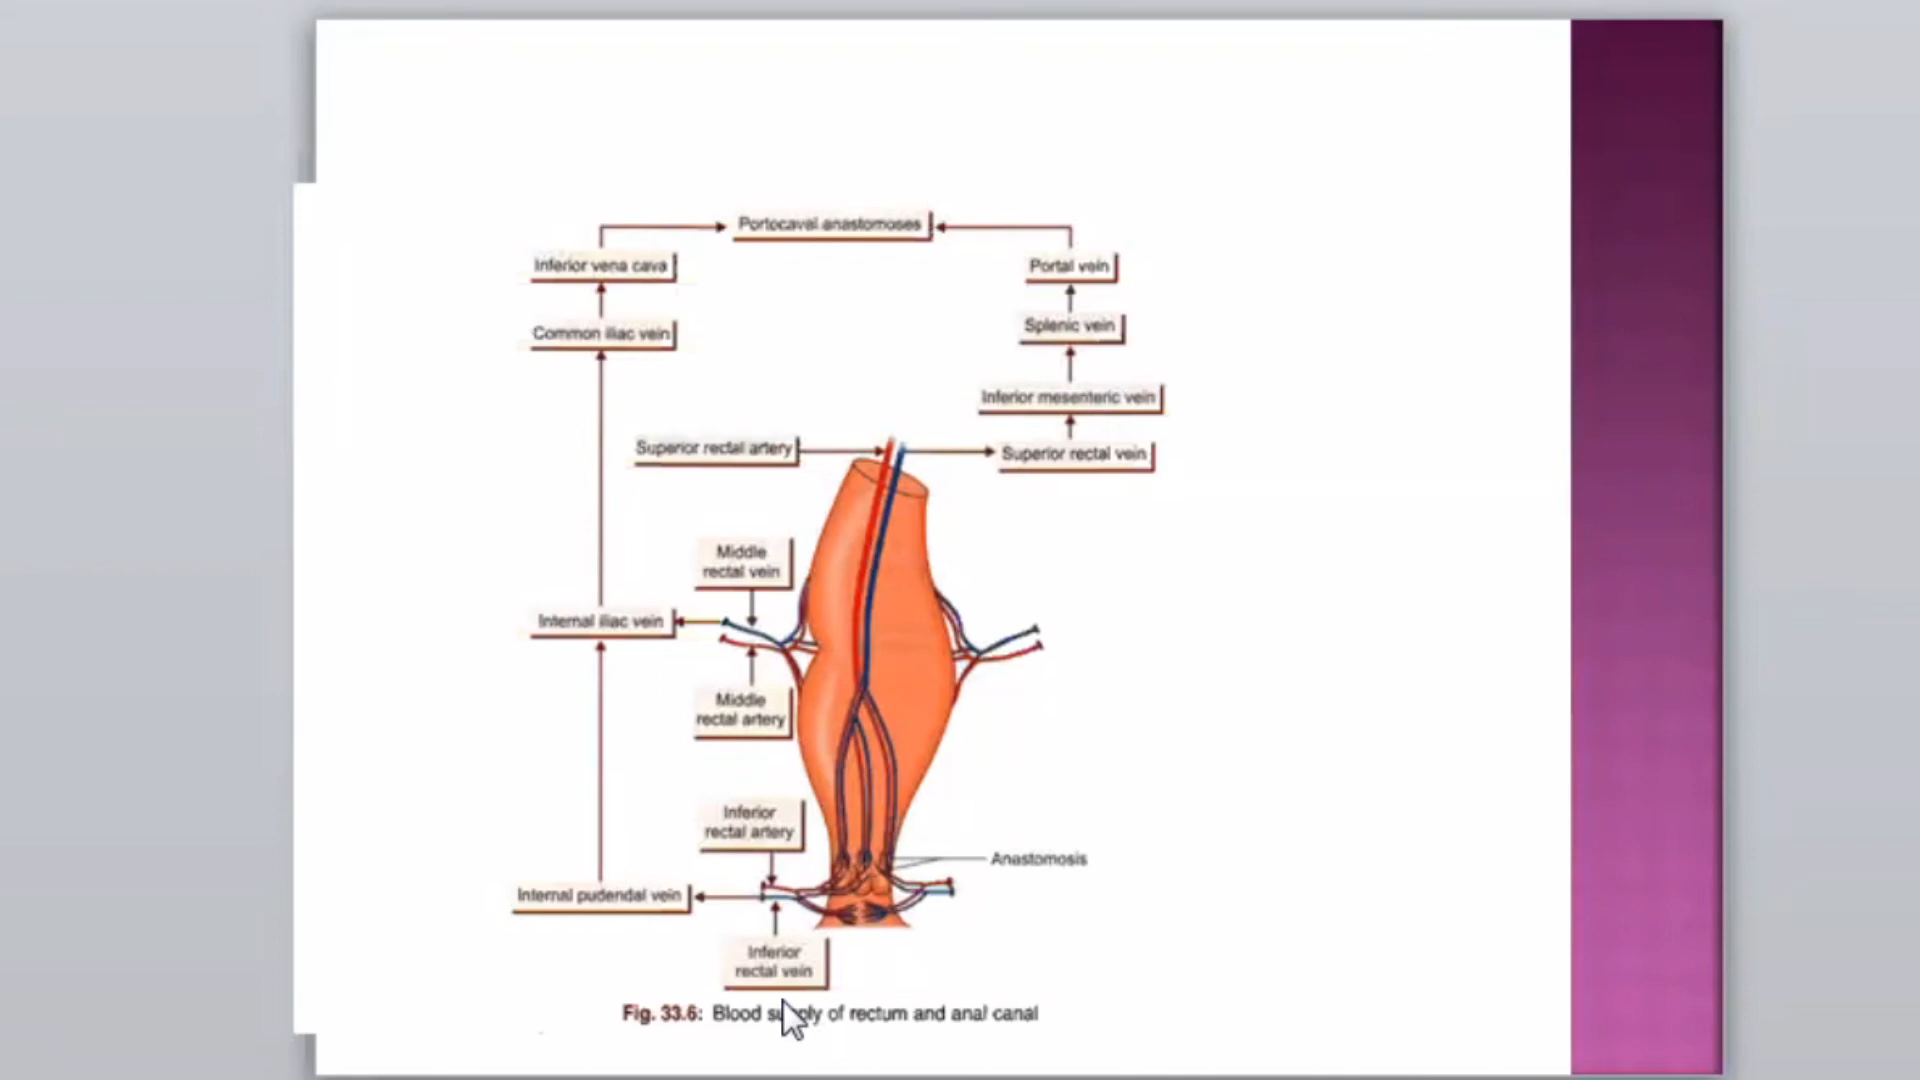 Portocaval anastomoses
Inferior vena cava
Portal vein
Common iliac vein
Splenic vein
Inferior mesenteric vein
Superior rectal artery
Superior rectal vein
Middle
rectal vein
Internal iliac vein
Middle
rectal artery
Inferior
rectal artery
Anastomosis
Internal pudendal vein
Inferior
rectal vein
Fig. 33.6: Blood supply of rectum and anal canal